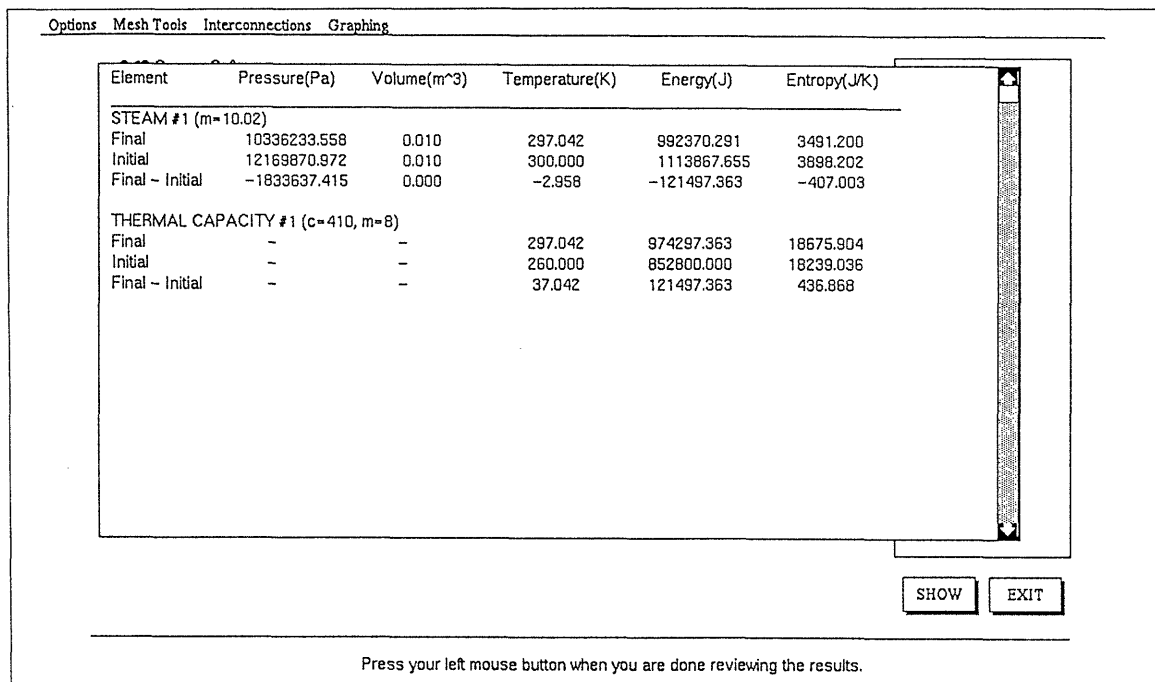 Options Mesh Tools Interconnections Graphing
Element Pressure(Pa) Volume(m^3) Temperature(K) Energy(J) Entropy(J/K)
STEAM #1 (m=10.02)
Final 10336233.558 0.010 297.042 992370.291 3491.200
Initial 12169870.972 0.010 300.000 1113867.655 3898.202
Final - Initial -1833637.415 0.000 -2.958 -121497.363 -407.003
THERMAL CAPACITY #1 (c=410, m=8)
Final - - 297.042 974297.363 18675.904
Initial - - 260.000 852800.000 18239.036
Final - Initial - - 37.042 121497.363 436.868
SHOW EXIT
Press your left mouse button when you are done reviewing the results.